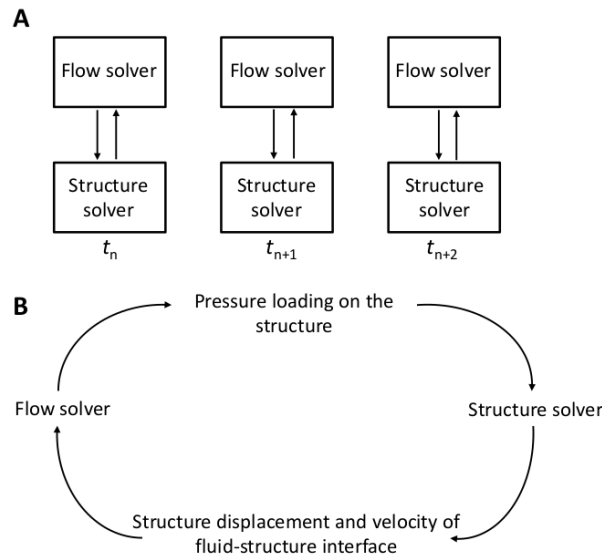 A
Flow solver
Flow solver
Flow solver
Structure
solver
Structure
solver
Structure
solver
tn
tn+1
tn+2
B
Pressure loading on the
structure
Flow solver
Structure solver
Structure displacement and velocity of
fluid-structure interface